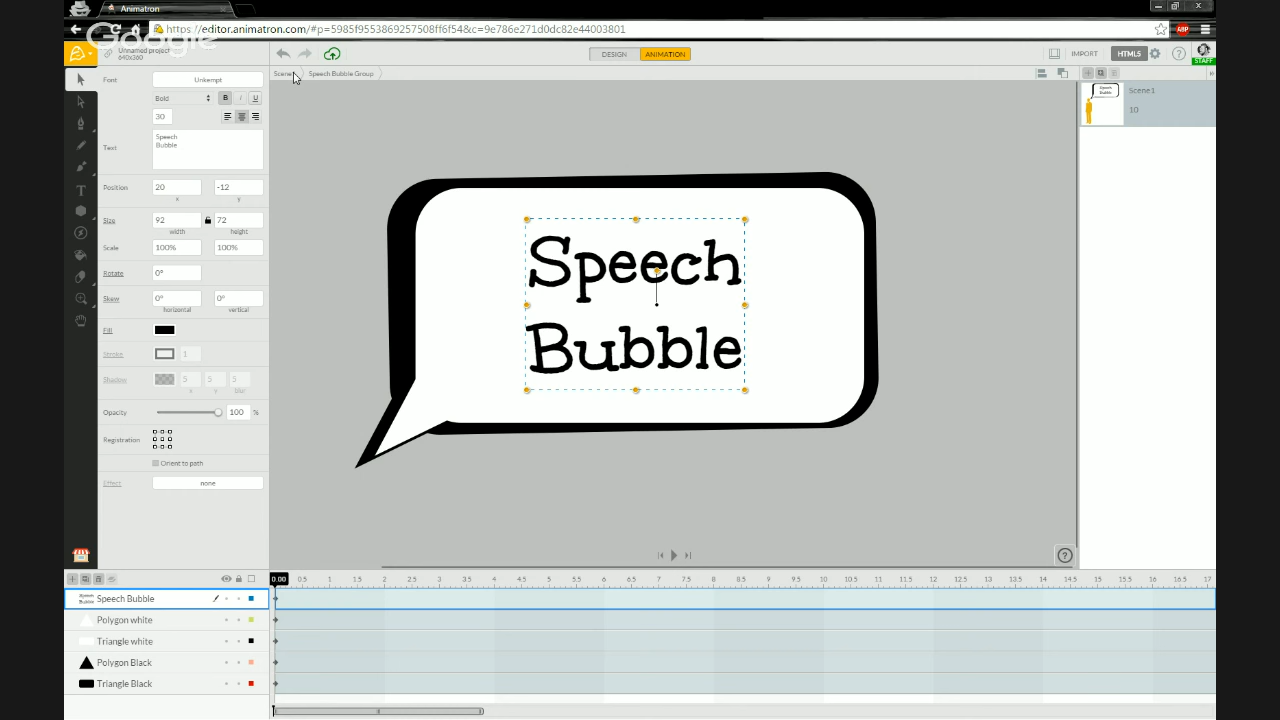 Animatron
https://editor.animatron.com/#p=5985f9553869257508ff6f54&c=9e786e271d0dc82e44003801
ABP
Google
Unnamed project
640x360
DESIGN
ANIMATION
IMPORT
HTML5
?
STAFF
Scene1
Speech Bubble Group
Font
Unkempt
Bold
B
I
U
30
Text
Speech
Bubble
Position
20
-12
x
y
Size
92
72
width
height
Scale
100%
100%
Rotate
0°
Skew
0°
0°
horizontal
vertical
Fill
Stroke
1
Shadow
5
5
5
x
y
blur
Opacity
100
%
Registration
Orient to path
Effect
none
Speech
Bubble
Speech
Bubble
Scene1
10
?
0.00
0.5
1
1.5
2
2.5
3
3.5
4
4.5
5
5.5
6
6.5
7
7.5
8
8.5
9
9.5
10
10.5
11
11.5
12
12.5
13
13.5
14
14.5
15
15.5
16
16.5
17
Speech
Bubble
Speech Bubble
Polygon white
Triangle white
Polygon Black
Triangle Black